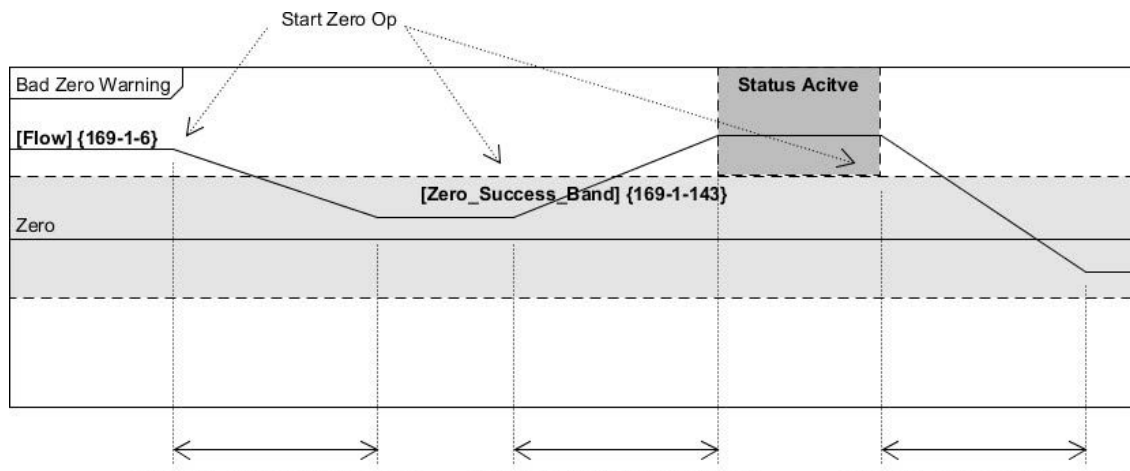 Start Zero Op
Bad Zero Warning
Status Acitve
[Flow] {169-1-6}
[Zero_Success_Band] {169-1-143}
Zero